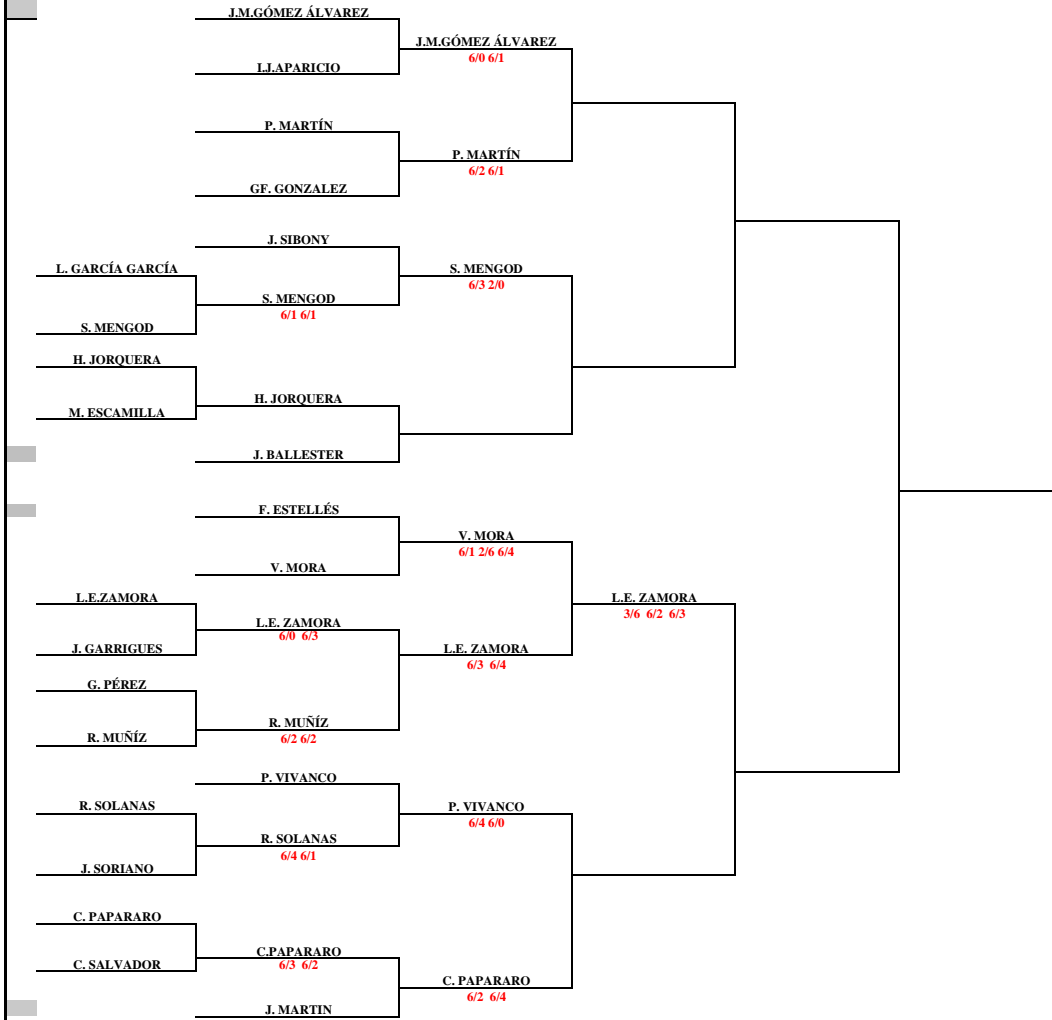 J.M.GÓMEZ ÁLVAREZ
J.M.GÓMEZ ÁLVAREZ
6/0 6/1
I.J.APARICIO
P. MARTÍN
P. MARTÍN
6/2 6/1
GF. GONZALEZ
J. SIBONY
L. GARCÍA GARCÍA
S. MENGOD
6/3 2/0
S. MENGOD
6/1 6/1
S. MENGOD
H. JORQUERA
H. JORQUERA
M. ESCAMILLA
J. BALLESTER
F. ESTELLÉS
V. MORA
6/1 2/6 6/4
V. MORA
L.E.ZAMORA
L.E. ZAMORA
3/6 6/2 6/3
L.E. ZAMORA
6/0 6/3
J. GARRIGUES
L.E. ZAMORA
6/3 6/4
G. PÉREZ
R. MUÑÍZ
6/2 6/2
R. MUÑÍZ
P. VIVANCO
R. SOLANAS
P. VIVANCO
6/4 6/0
R. SOLANAS
6/4 6/1
J. SORIANO
C. PAPARARO
C.PAPARARO
6/3 6/2
C. SALVADOR
C. PAPARARO
6/2 6/4
J. MARTIN